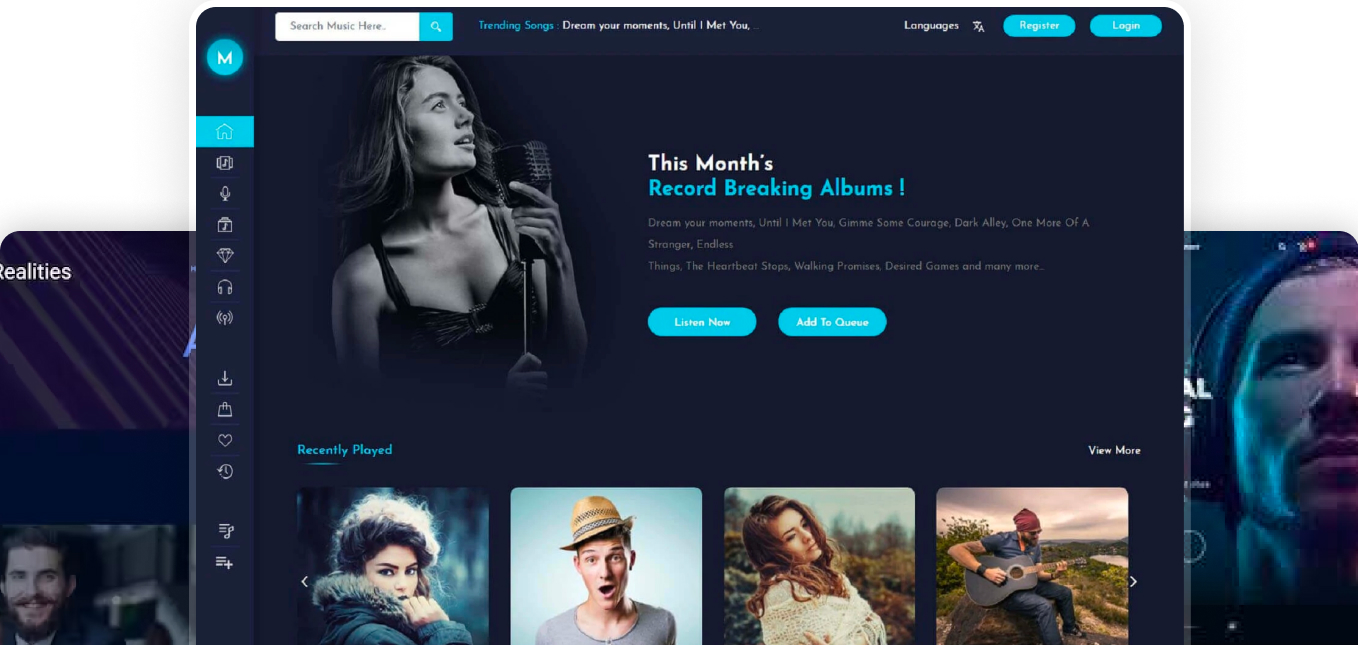 Search Music Here..
Trending Songs : Dream your moments, Until I Met You, ...
Languages
Register
Login
M
This Month's
Record Breaking Albums !
Dream your moments, Until I Met You, Gimme Some Courage, Dark Alley, One More Of A
Stranger, Endless
Things, The Heartbeat Stops, Walking Promises, Desired Games and many more...
Listen Now
Add To Queue
Realities
Recently Played
View More